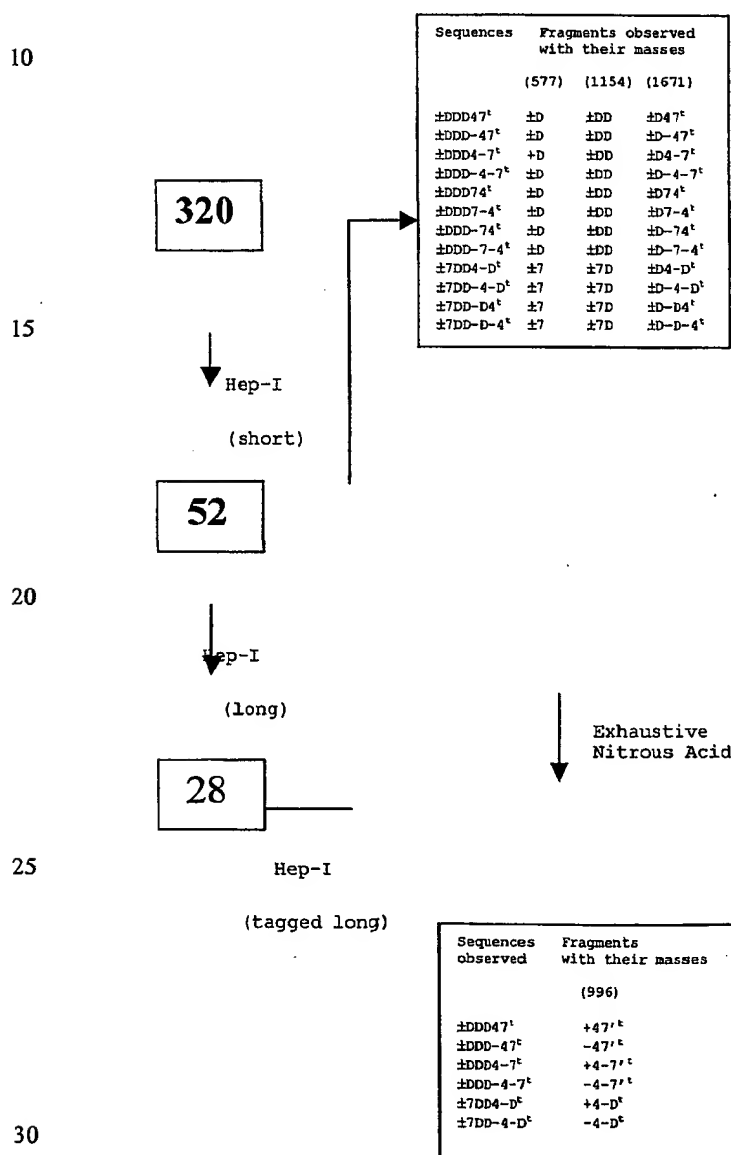 10
Sequences Fragments observed
with their masses
(577) (1154) (1671)
±DDD47ᵗ ±D ±DD ±D47ᵗ
±DDD-47ᵗ ±D ±DD ±D-47ᵗ
±DDD4-7ᵗ +D ±DD ±D4-7ᵗ
±DDD-4-7ᵗ ±D ±DD ±D-4-7ᵗ
±DDD74ᵗ ±D ±DD ±D74ᵗ
±DDD7-4ᵗ ±D ±DD ±D7-4ᵗ
±DDD-74ᵗ ±D ±DD ±D-74ᵗ
±DDD-7-4ᵗ ±D ±DD ±D-7-4ᵗ
±7DD4-Dᵗ ±7 ±7D ±D4-Dᵗ
±7DD-4-Dᵗ ±7 ±7D ±D-4-Dᵗ
±7DD-D4ᵗ ±7 ±7D ±D-D4ᵗ
±7DD-D-4ᵗ ±7 ±7D ±D-D-4ᵗ
320
15
Hep-I
(short)
52
20
Hep-I
(long)
Exhaustive
Nitrous Acid
28
25
Hep-I
(tagged long)
Sequences Fragments
observed with their masses
(996)
±DDD47ᵗ +47'ᵗ
±DDD-47ᵗ -47'ᵗ
±DDD4-7ᵗ +4-7'ᵗ
±DDD-4-7ᵗ -4-7'ᵗ
±7DD4-Dᵗ +4-Dᵗ
±7DD-4-Dᵗ -4-Dᵗ
30